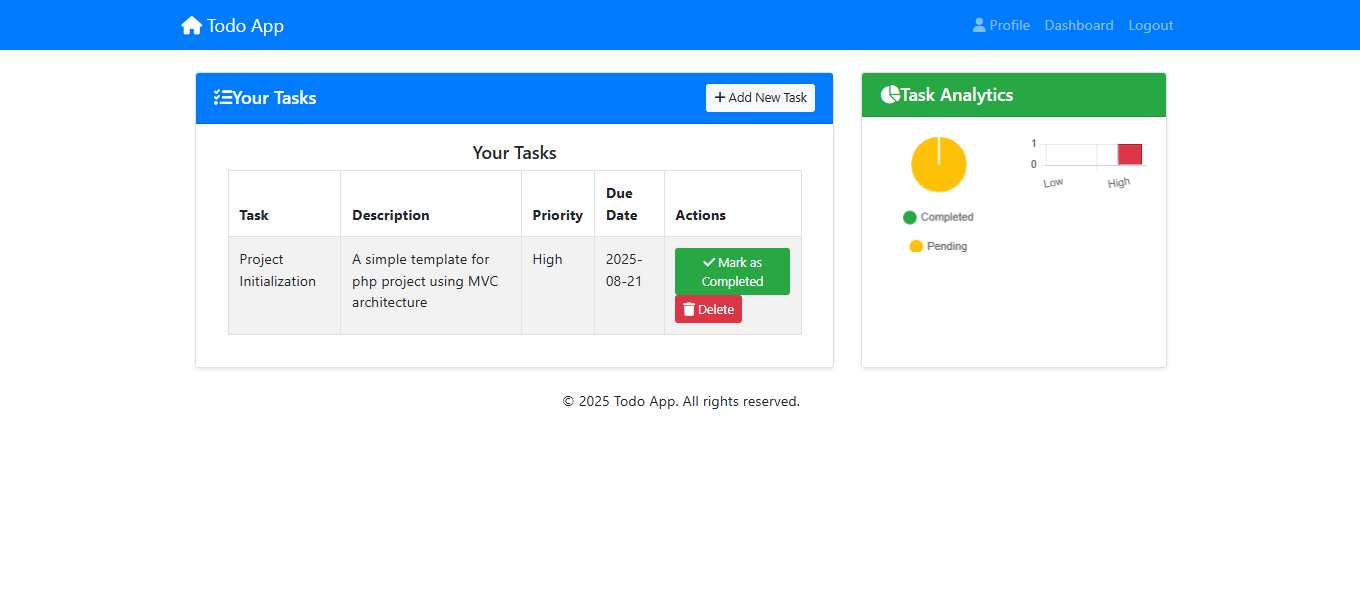 Todo App
Profile Dashboard Logout
Your Tasks
Add New Task
Your Tasks
Task Description Priority Due Date Actions
Project
Initialization
A simple template for
php project using MVC
architecture
High
2025-
08-21
Mark as
Completed
Delete
Task Analytics
Completed
Pending
1
0
Low High
© 2025 Todo App. All rights reserved.